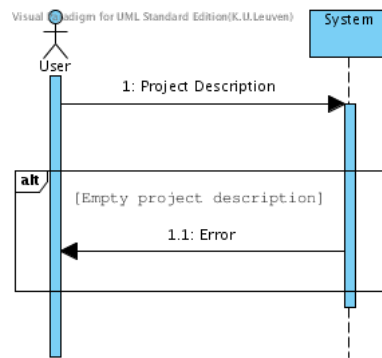 Visual Paradigm for UML Standard Edition(K.U.Leuven)
System
User
1: Project Description
alt
[Empty project description]
1.1: Error